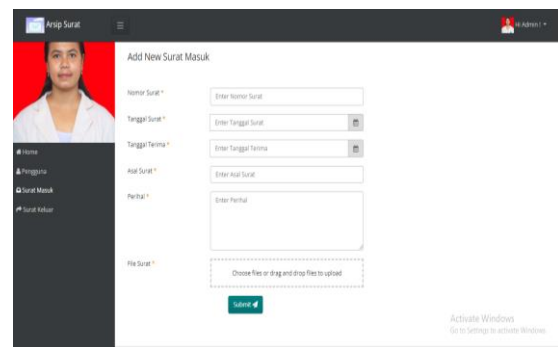 Arsip Surat
Hi Admin !
Add New Surat Masuk
Nomor Surat *
Enter Nomor Surat
Tanggal Surat *
Enter Tanggal Surat
Tanggal Terima *
Enter Tanggal Terima
Asal Surat *
Enter Asal Surat
Perihal *
Enter Perihal
File Surat *
Choose files or drag and drop files to upload
Submit
Home
Pengguna
Surat Masuk
Surat Keluar
Activate Windows
Go to Settings to activate Windows.